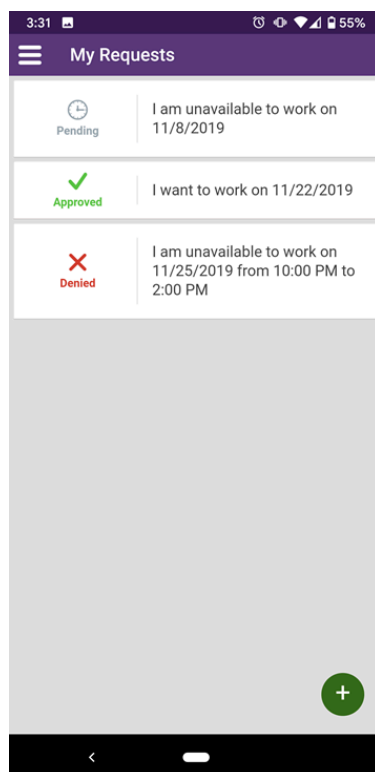 3:31
55%
My Requests
Pending
I am unavailable to work on
11/8/2019
Approved
I want to work on 11/22/2019
Denied
I am unavailable to work on
11/25/2019 from 10:00 PM to
2:00 PM
+